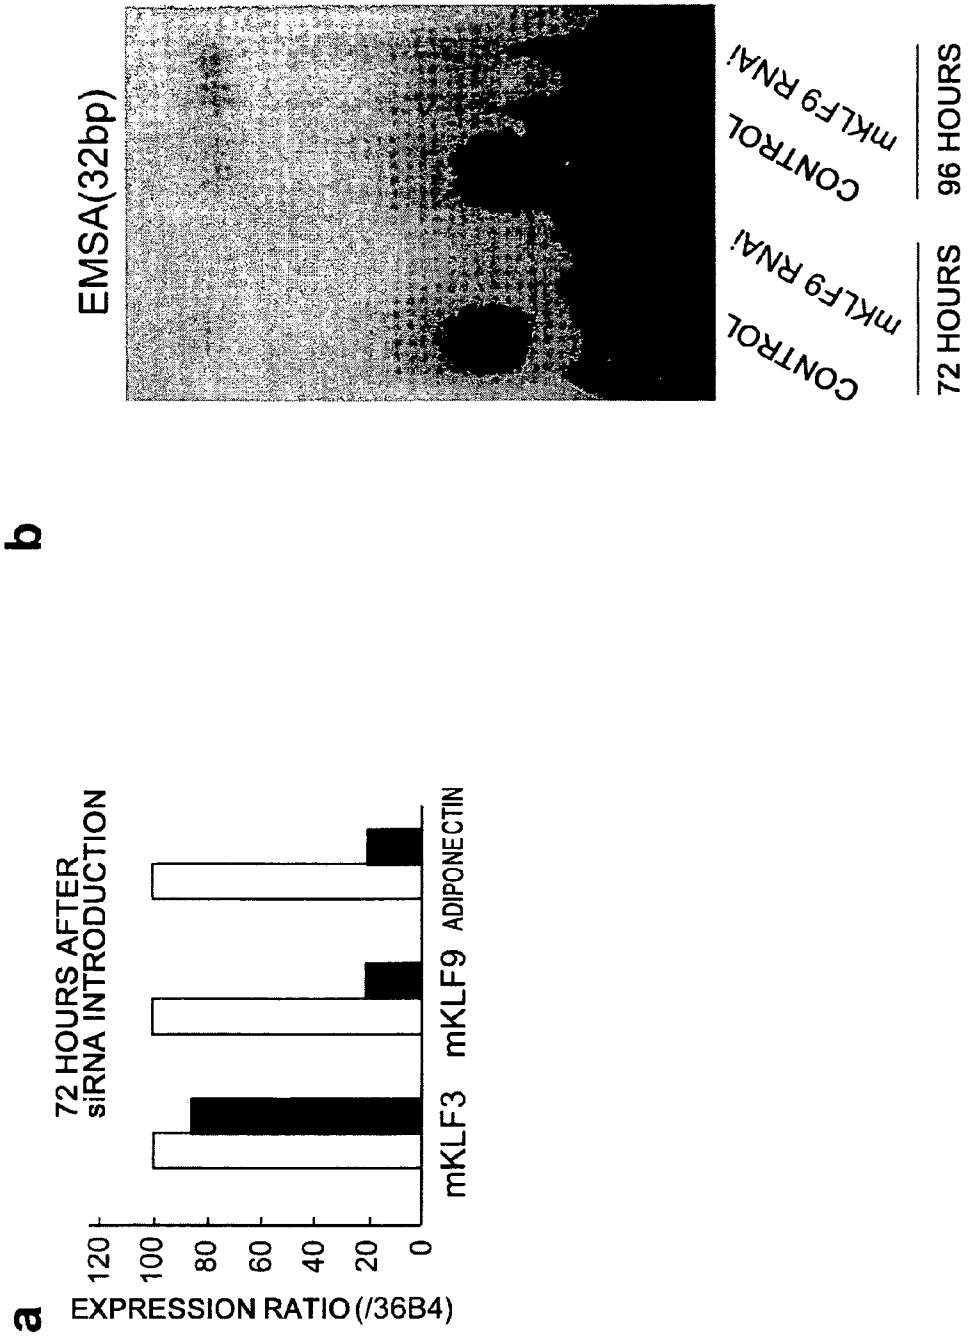 a
72 HOURS AFTER
siRNA INTRODUCTION
EXPRESSION RATIO (/36B4)
120
100
80
60
40
20
0
mKLF3
mKLF9
ADIPONECTIN
b
EMSA(32bp)
CONTROL
mKLF9 RNAi
CONTROL
mKLF9 RNAi
72 HOURS
96 HOURS